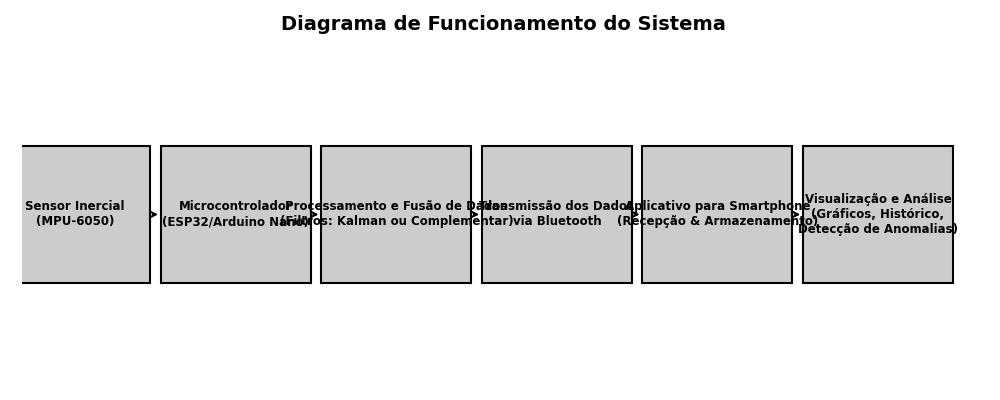 Diagrama de Funcionamento do Sistema
Sensor Inercial
(MPU-6050)
Microcontrolador
(ESP32/Arduino Nano)
Processamento e Fusão de Dados
(Filtros: Kalman ou Complementar)
Transmissão dos Dados
via Bluetooth
Aplicativo para Smartphone
(Recepção & Armazenamento)
Visualização e Análise
(Gráficos, Histórico,
Detecção de Anomalias)